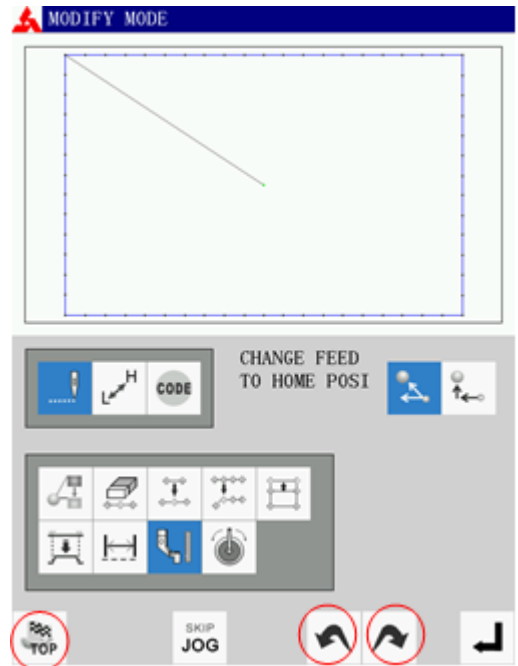 MODIFY MODE
CHANGE FEED
TO HOME POSI
H
L
CODE
TOP
SKIP
JOG